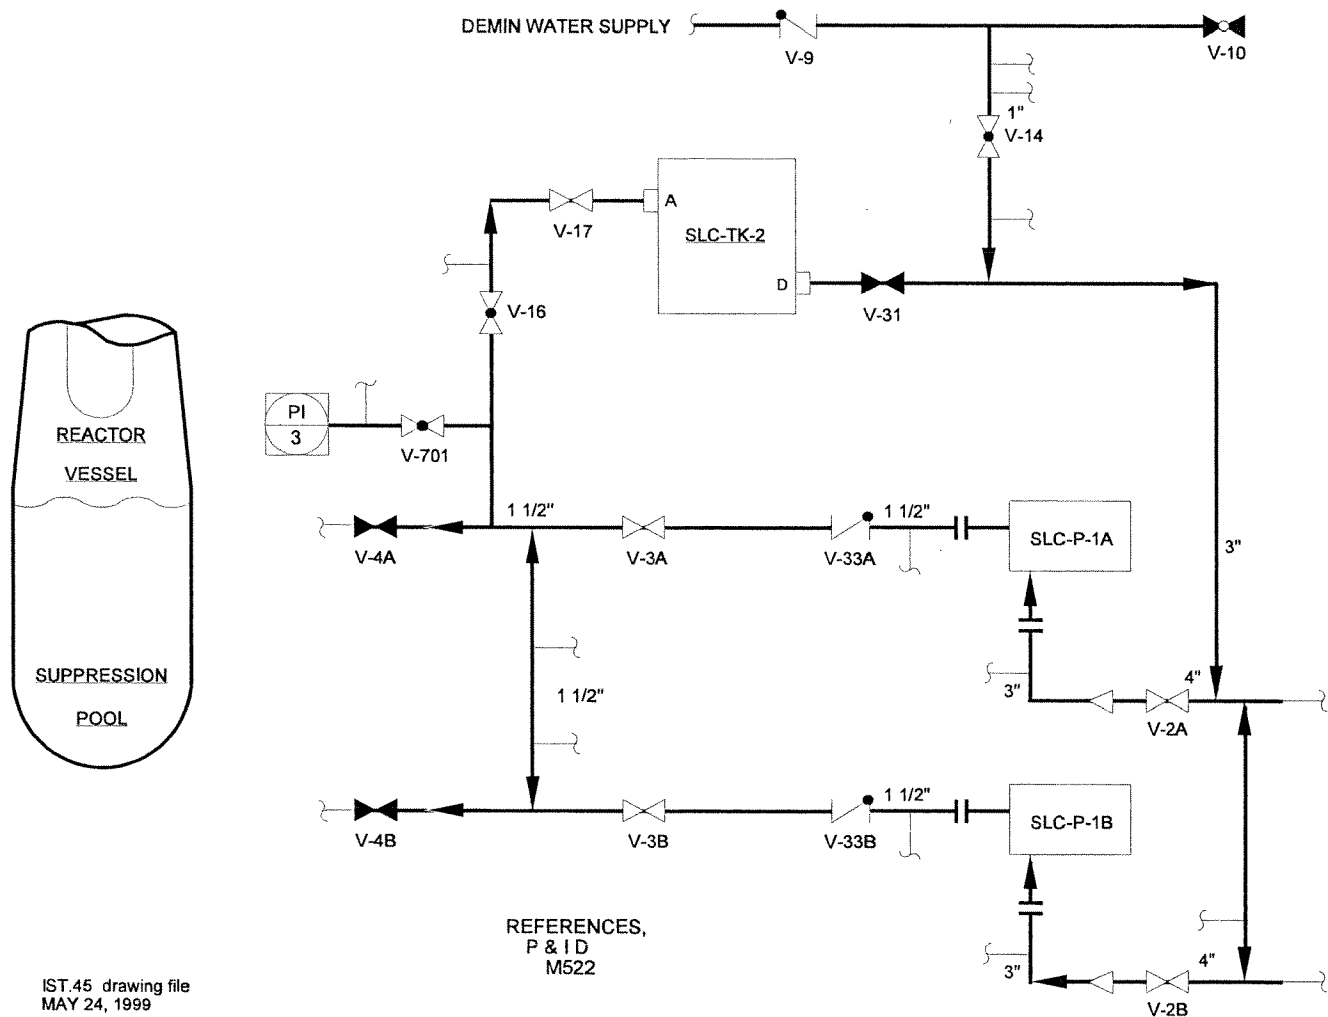 DEMIN WATER SUPPLY
V-9
V-10
1"
V-14
A
V-17
SLC-TK-2
D
V-16
V-31
PI
3
REACTOR
VESSEL
V-701
1 1/2"
1 1/2"
SLC-P-1A
V-4A
V-3A
V-33A
3"
SUPPRESSION
POOL
1 1/2"
3"
4"
V-2A
1 1/2"
SLC-P-1B
V-4B
V-3B
V-33B
REFERENCES,
P & I D
M522
3"
4"
V-2B
IST.45 drawing file
MAY 24, 1999